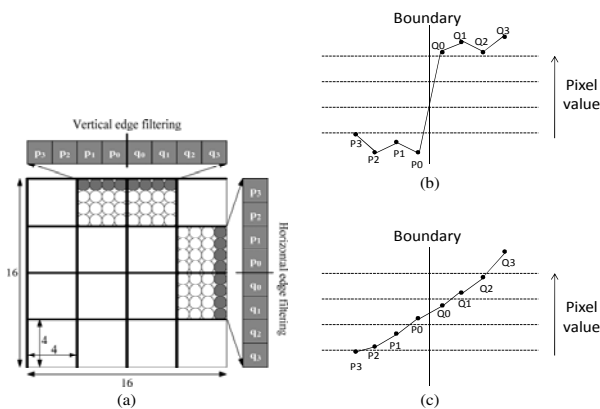 Vertical edge filtering
p3 p2 p1 p0 q0 q1 q2 q3
p3
p2
p1
p0
q0
q1
q2
q3
Horizontal edge filtering
16
4
4
16
(a)
Boundary
Q0 Q1 Q2 Q3
P3 P2 P1 P0
Pixel
value
(b)
Boundary
P3 P2 P1 P0 Q0 Q1 Q2 Q3
Pixel
value
(c)